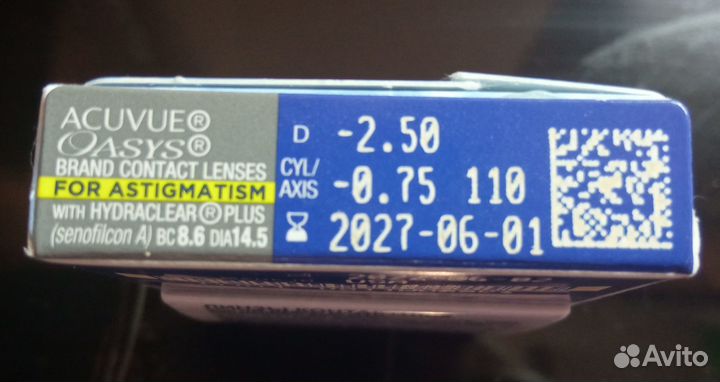 ACUVUE®
OASYS®
BRAND CONTACT LENSES
FOR ASTIGMATISM
WITH HYDRACLEAR® PLUS
(senofilcon A) BC 8.6 DIA 14.5
D -2.50
CYL/
AXIS -0.75 110
2027-06-01
Avito